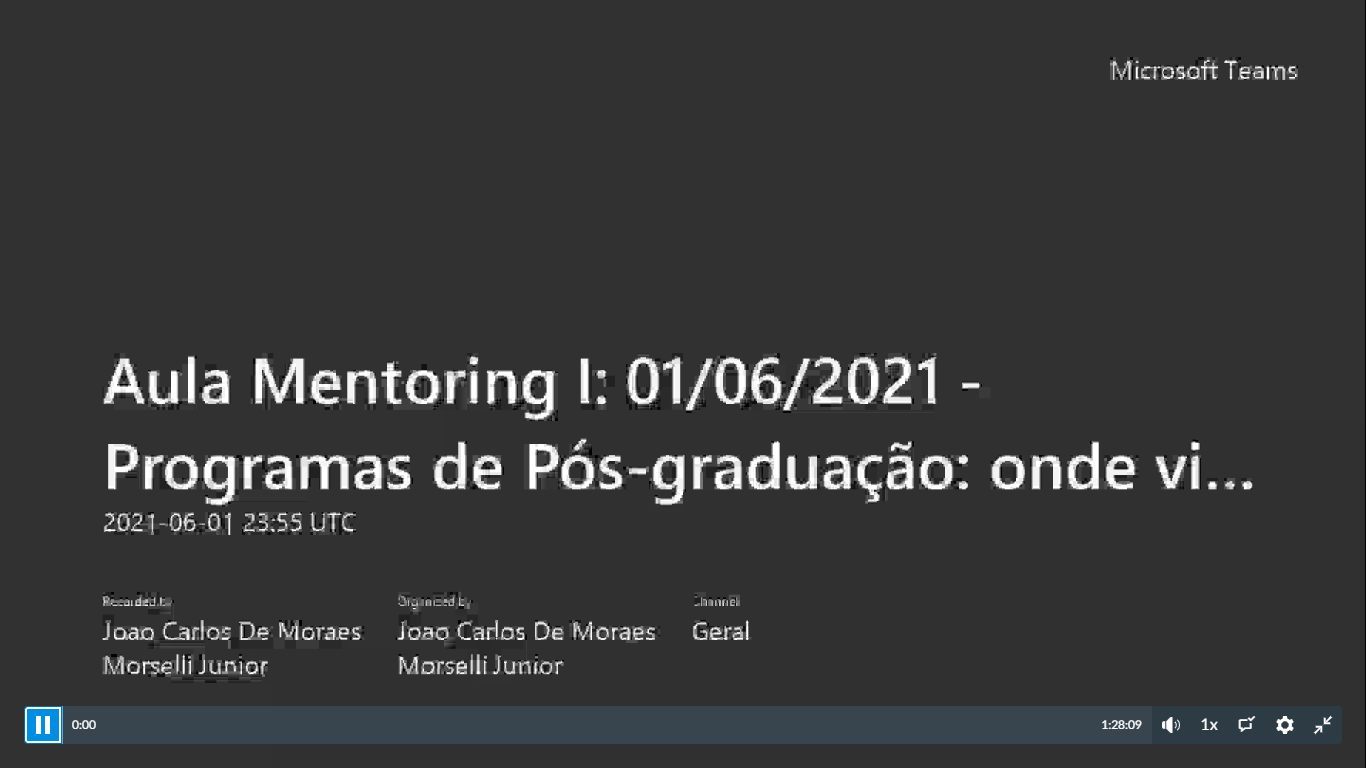 Microsoft Teams
Aula Mentoring I: 01/06/2021 -
Programas de Pós-graduação: onde vi...
2021-06-01 23:55 UTC
Recorded by
Organized by
Channel
Joao Carlos De Moraes
Joao Carlos De Moraes
Geral
Morselli Junior
Morselli Junior
0:00
1:28:09
1x